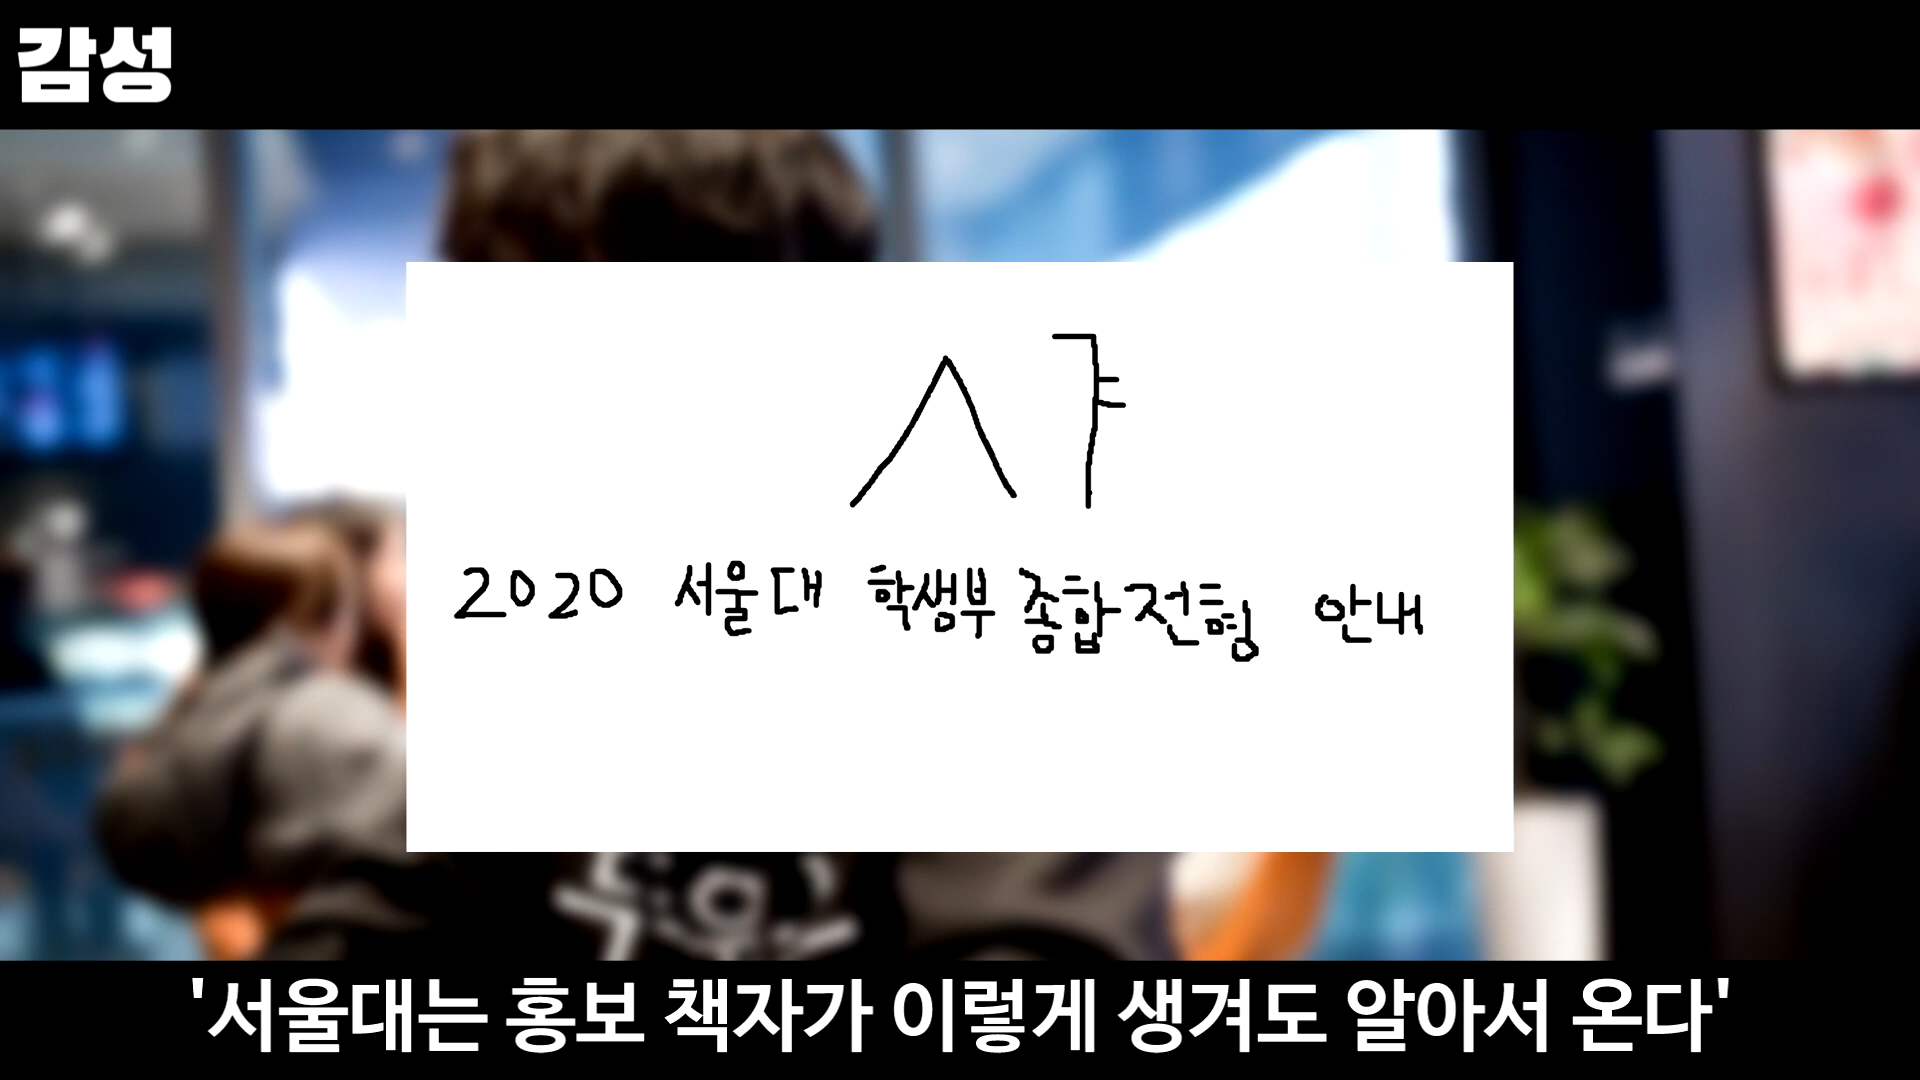 감성
샤
2020 서울대 학생부종합전형 안내
'서울대는 홍보 책자가 이렇게 생겨도 알아서 온다'